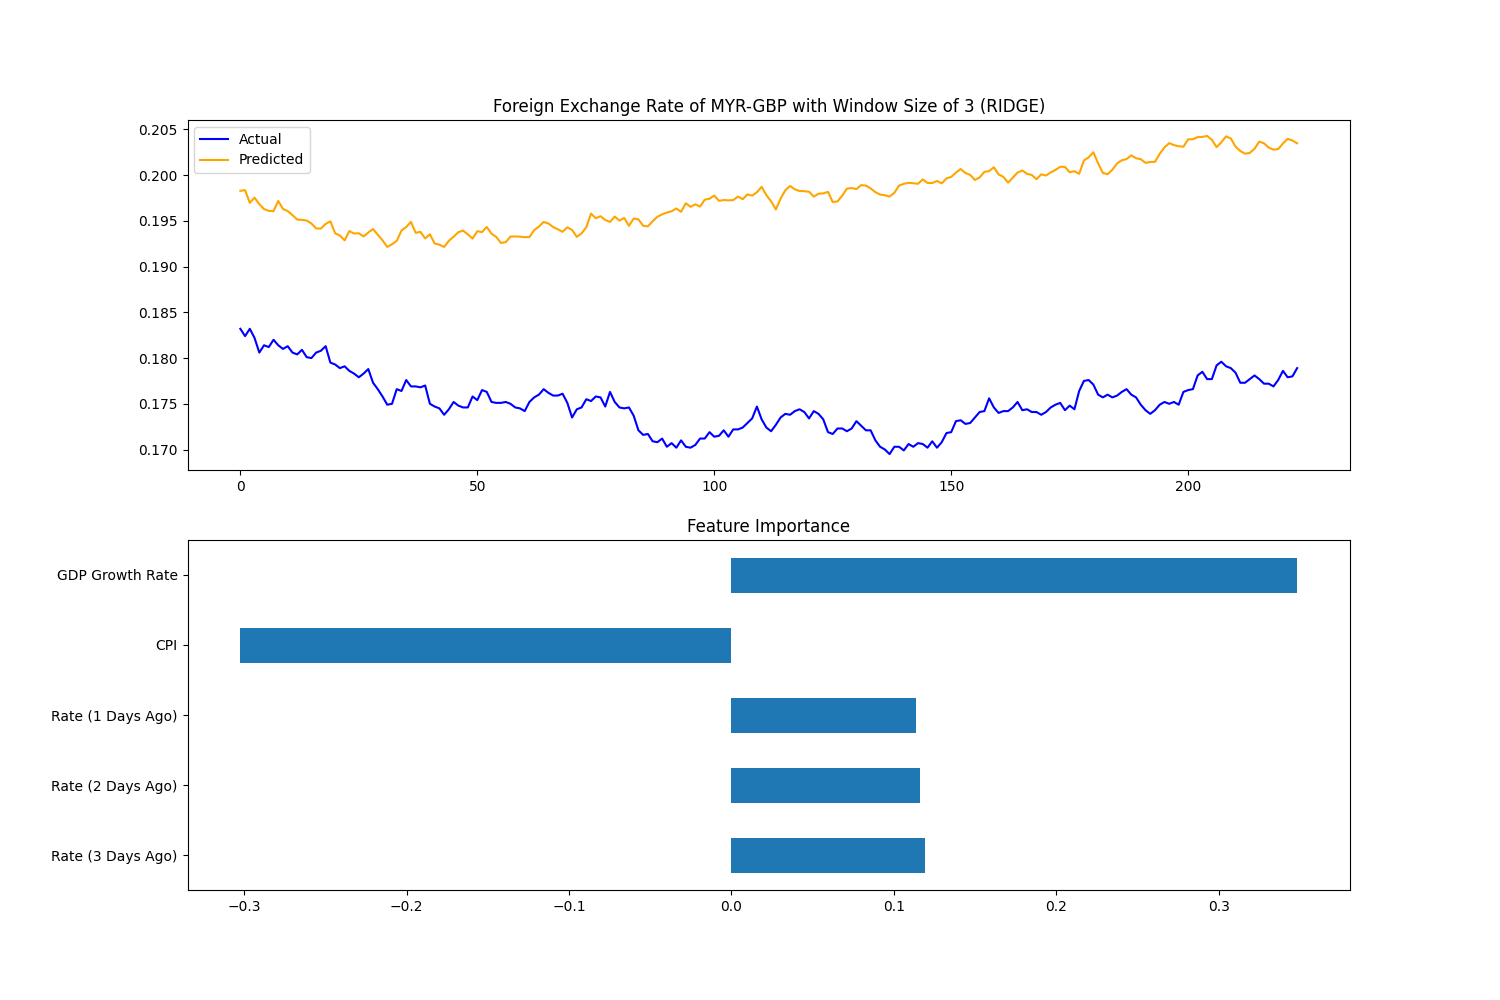 Foreign Exchange Rate of MYR-GBP with Window Size of 3 (RIDGE)
Actual
Predicted
0.205
0.200
0.195
0.190
0.185
0.180
0.175
0.170
0 50 100 150 200
Feature Importance
GDP Growth Rate
CPI
Rate (1 Days Ago)
Rate (2 Days Ago)
Rate (3 Days Ago)
−0.3 −0.2 −0.1 0.0 0.1 0.2 0.3